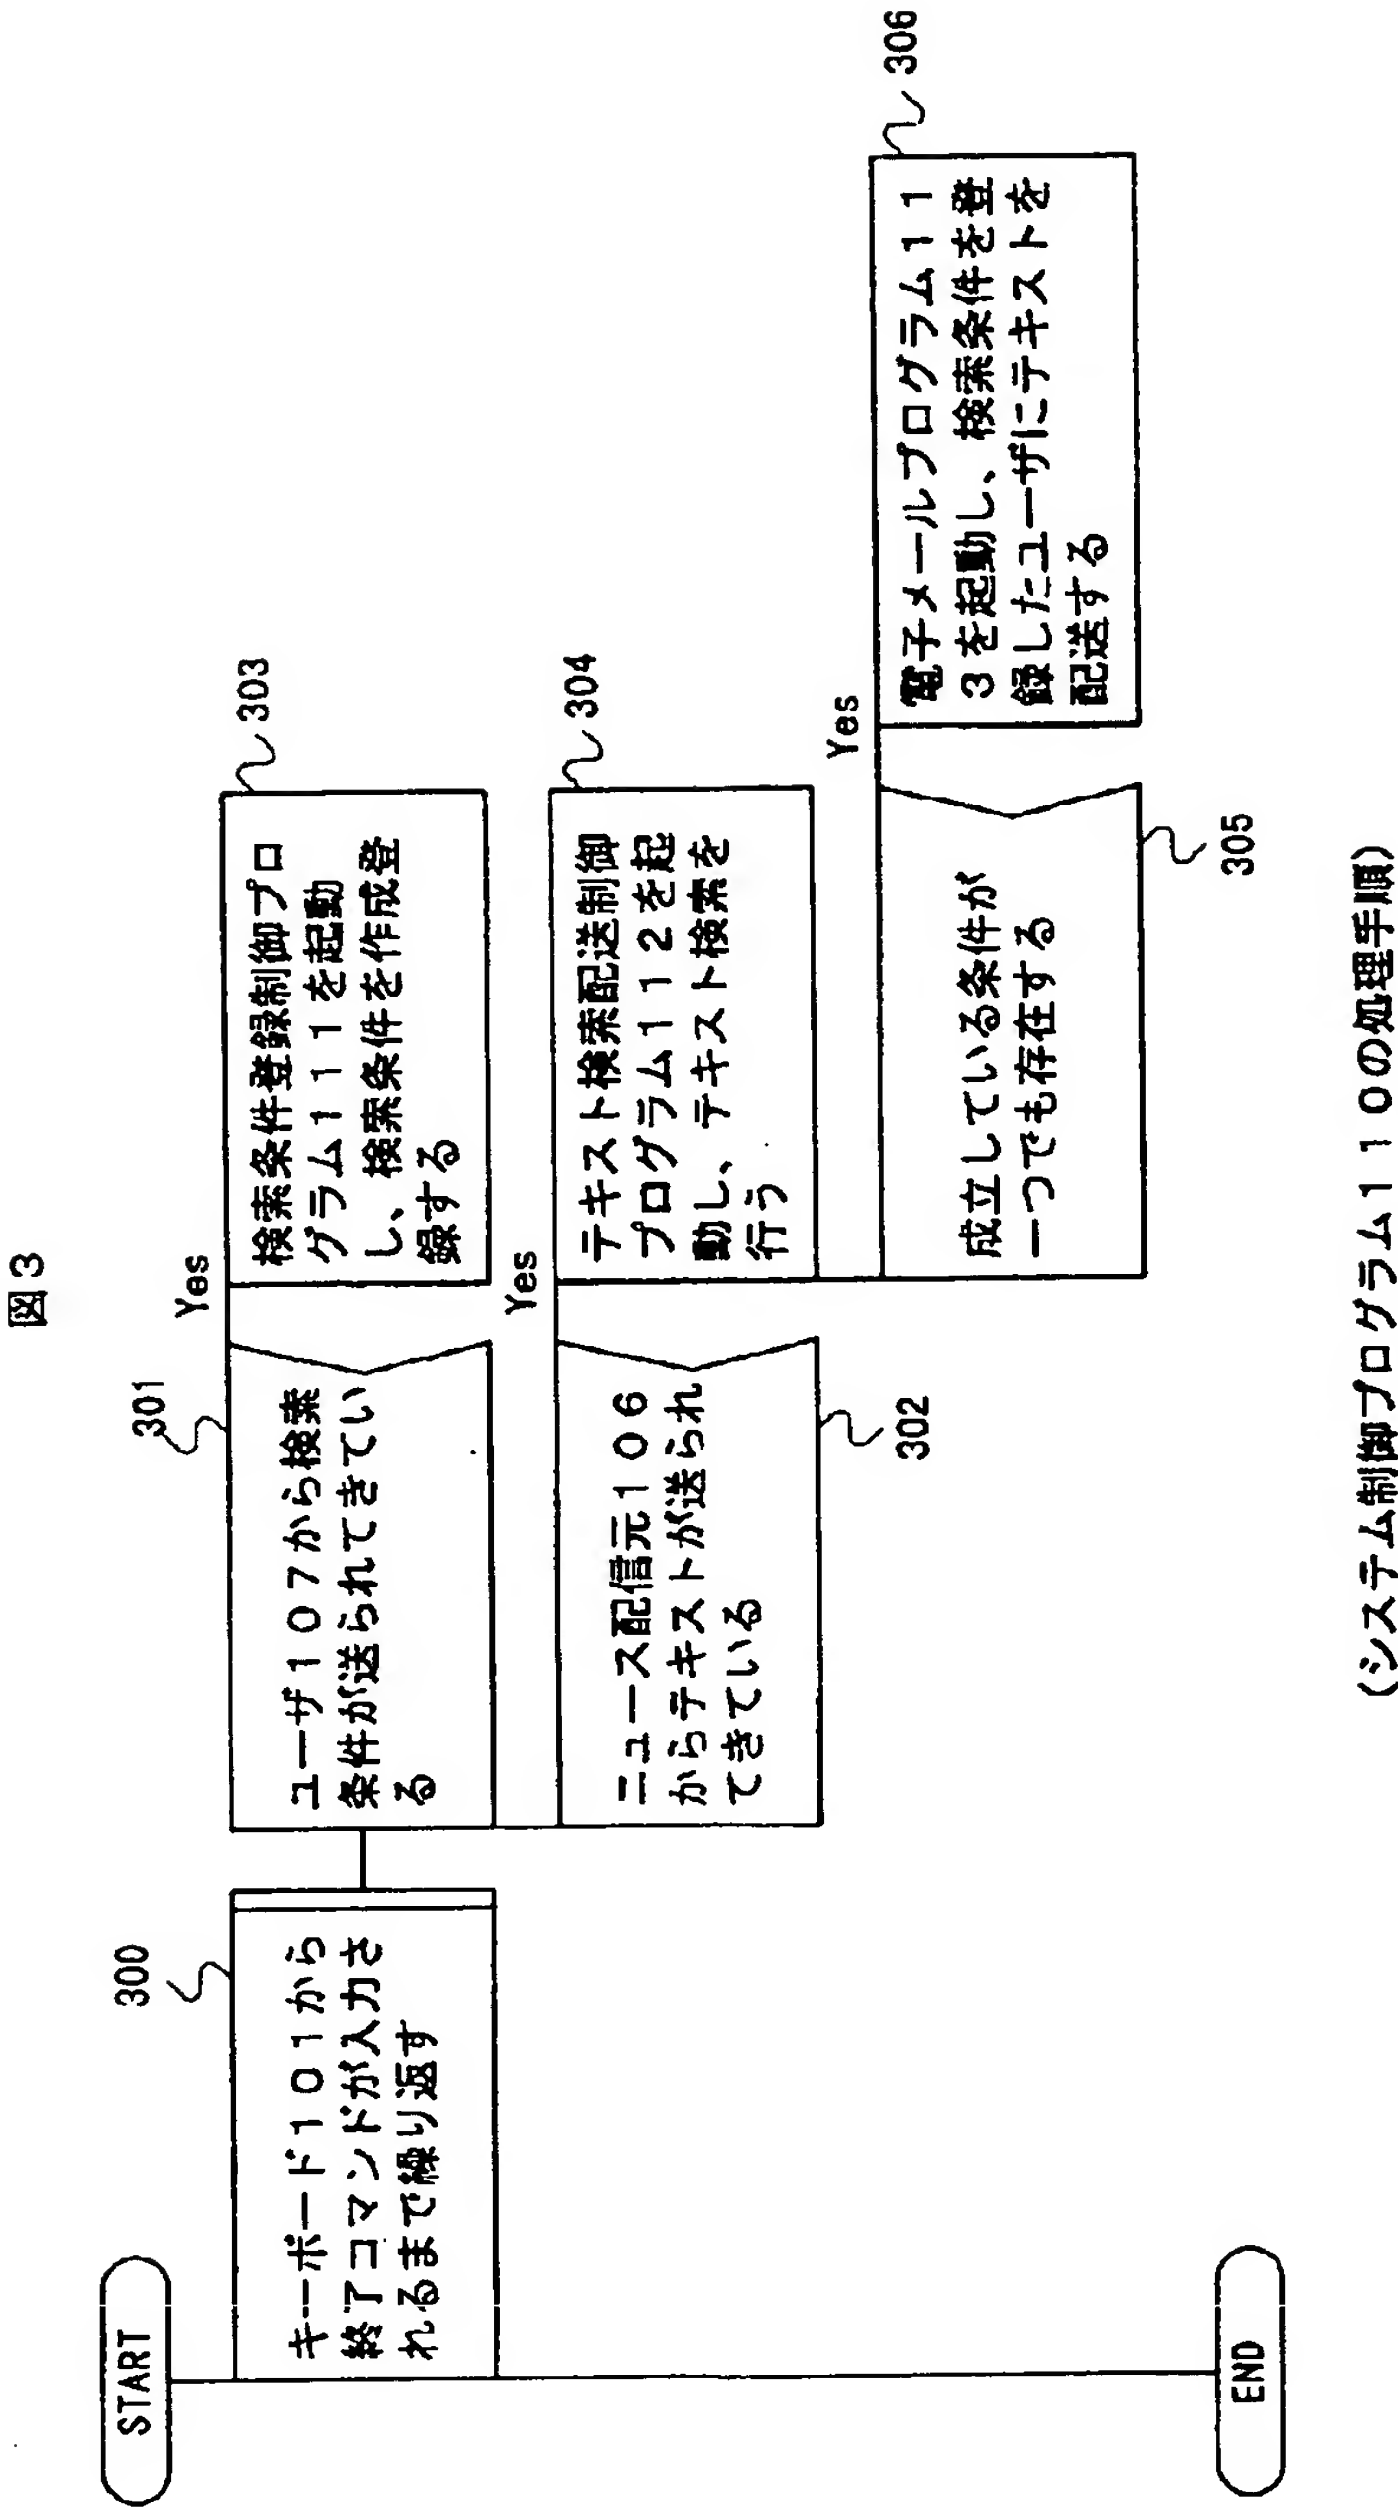 図3
START
300
キーボード101から
終了コマンドが入力さ
れるまで繰り返す
301
ユーザ107から検索
条件が送られてきてい
る
Yes
303
検索条件登録制御プロ
グラム111を起動
し、検索条件を作成登
録する
302
ニュース配信元106
からテキストが送られ
てきている
Yes
304
テキスト検索配送制御
プログラム112を起
動し、テキスト検索を
行う
305
成立している条件が
一つでも存在する
Yes
306
電子メールプログラム11
3を起動し、検索条件を登
録したユーザにテキストを
配送する
END
(システム制御プログラム110の処理手順)